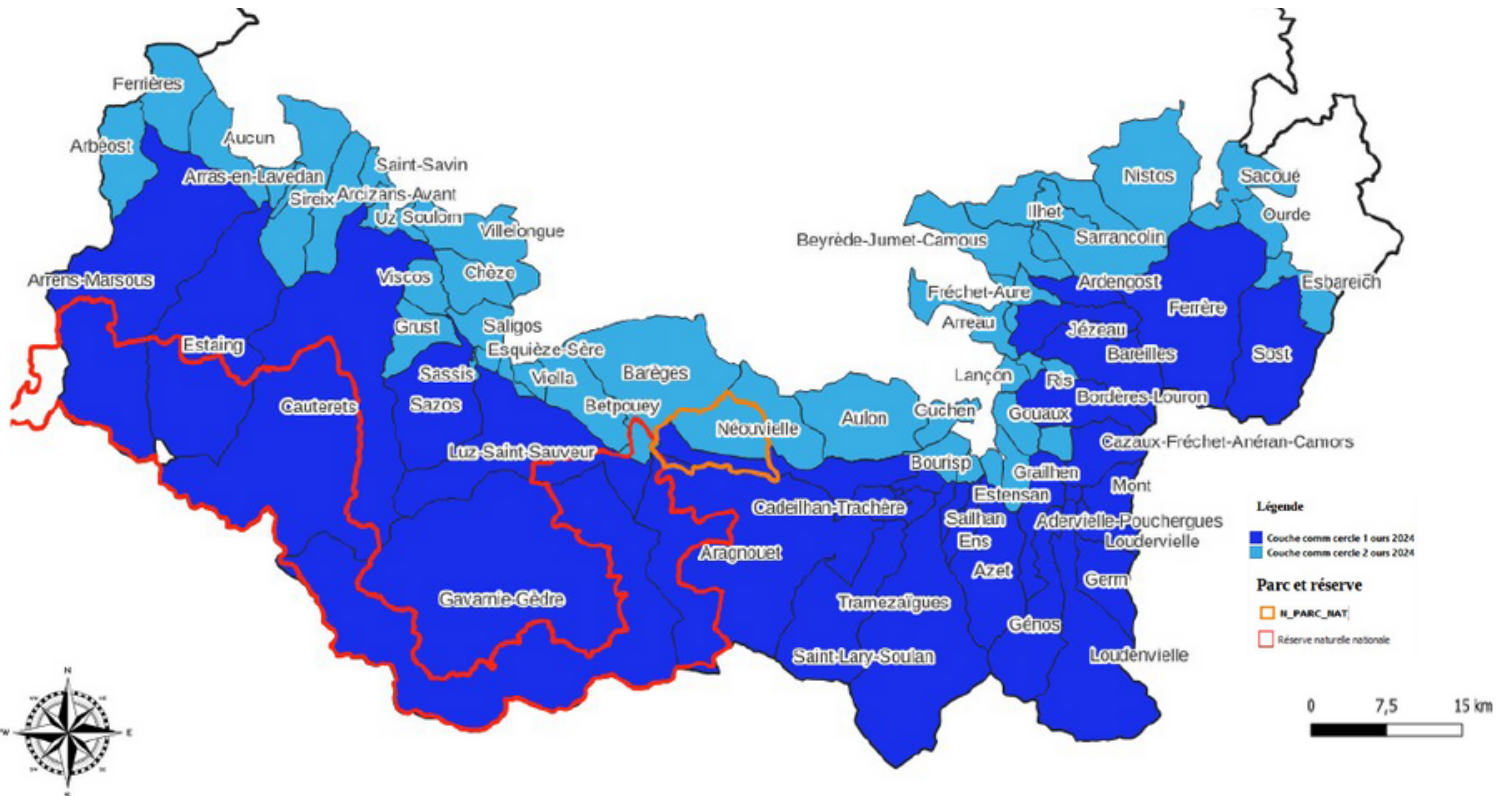 Ferrières
Arbéost
Aucun
Saint-Savin
Arras-en-Lavedan
Sireix
Arcizans-Avant
Uz
Soulom
Villelongue
Nistos
Sacoué
Ourde
Ilhet
Beyrède-Jumet-Camous
Sarrancolin
Arrens-Marsous
Viscos
Chèze
Ardengost
Esbareich
Fréchet-Aure
Ferrère
Estaing
Grust
Saligos
Arreau
Jézeau
Esquièze-Sère
Bareilles
Sost
Sassis
Viella
Barèges
Lançon
Ris
Cauterets
Sazos
Betpouey
Néouvielle
Aulon
Guchen
Gouaux
Bordères-Louron
Luz-Saint-Sauveur
Bourisp
Grailhen
Cazaux-Fréchet-Anéran-Camors
Mont
Cadeilhan-Trachère
Estensan
Sailhan
Adervielle-Pouchergues
Ens
Loudervielle
Aragnouet
Azet
Germ
Gavarnie-Gèdre
Tramezaïgues
Génos
Saint-Lary-Soulan
Loudenvielle
Légende
Couche comm cercle 1 ours 2024
Couche comm cercle 2 ours 2024
Parc et réserve
N_PARC_NAT
Réserve naturelle nationale
0 7,5 15 km
N
W
E